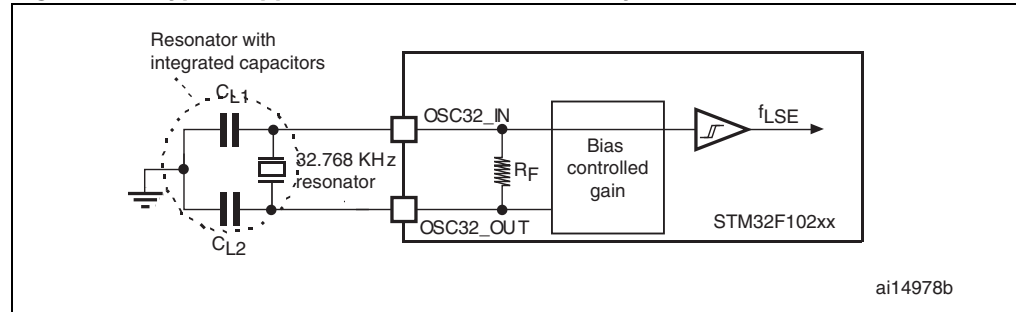 Resonator with
integrated capacitors
CL1
OSC32_IN
fLSE
32.768 KHz
resonator
RF
Bias
controlled
gain
STM32F102xx
OSC32_OUT
CL2
ai14978b